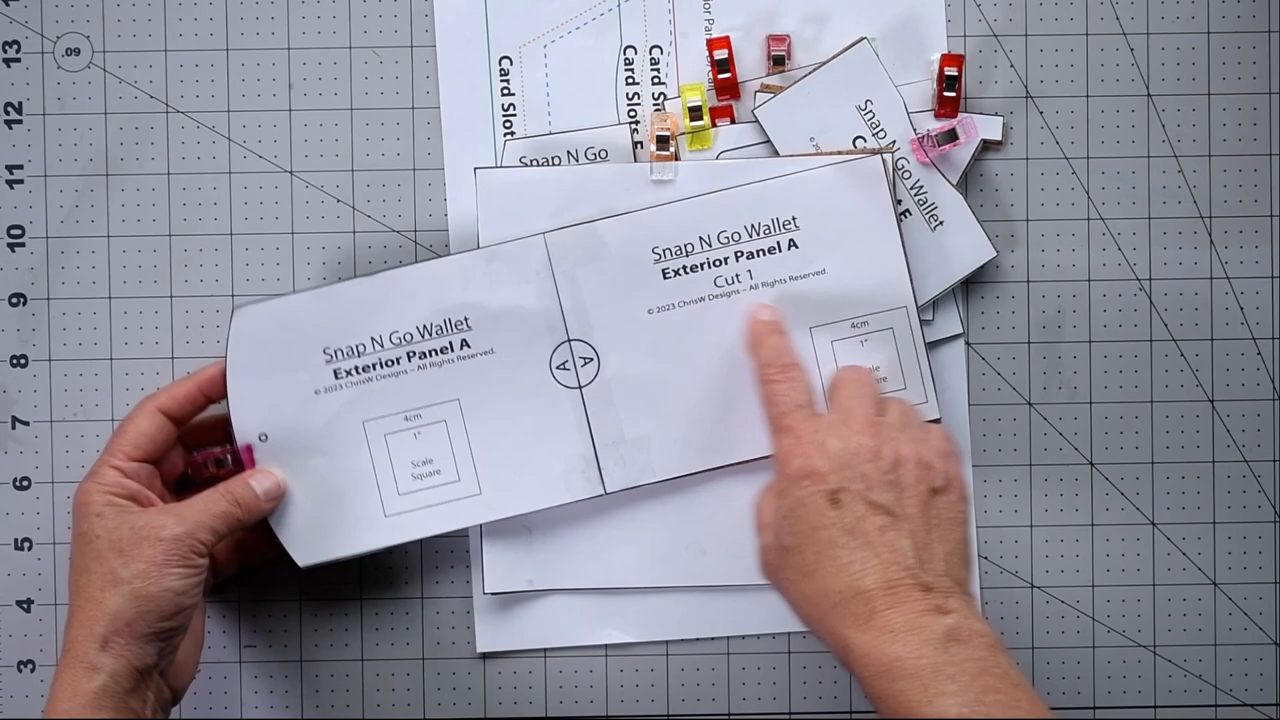 13
12
11
10
9
8
7
6
5
4
3
.09
Card Slot
Card Slots E
Card Slo
Snap N Go
Snap N Go Wallet
E
Snap N Go Wallet
Exterior Panel A
Cut 1
© 2023 ChrisW Designs – All Rights Reserved.
4cm
1"
Snap N Go Wallet
Exterior Panel A
© 2023 ChrisW Designs – All Rights Reserved.
A A
4cm
1"
Scale
Square